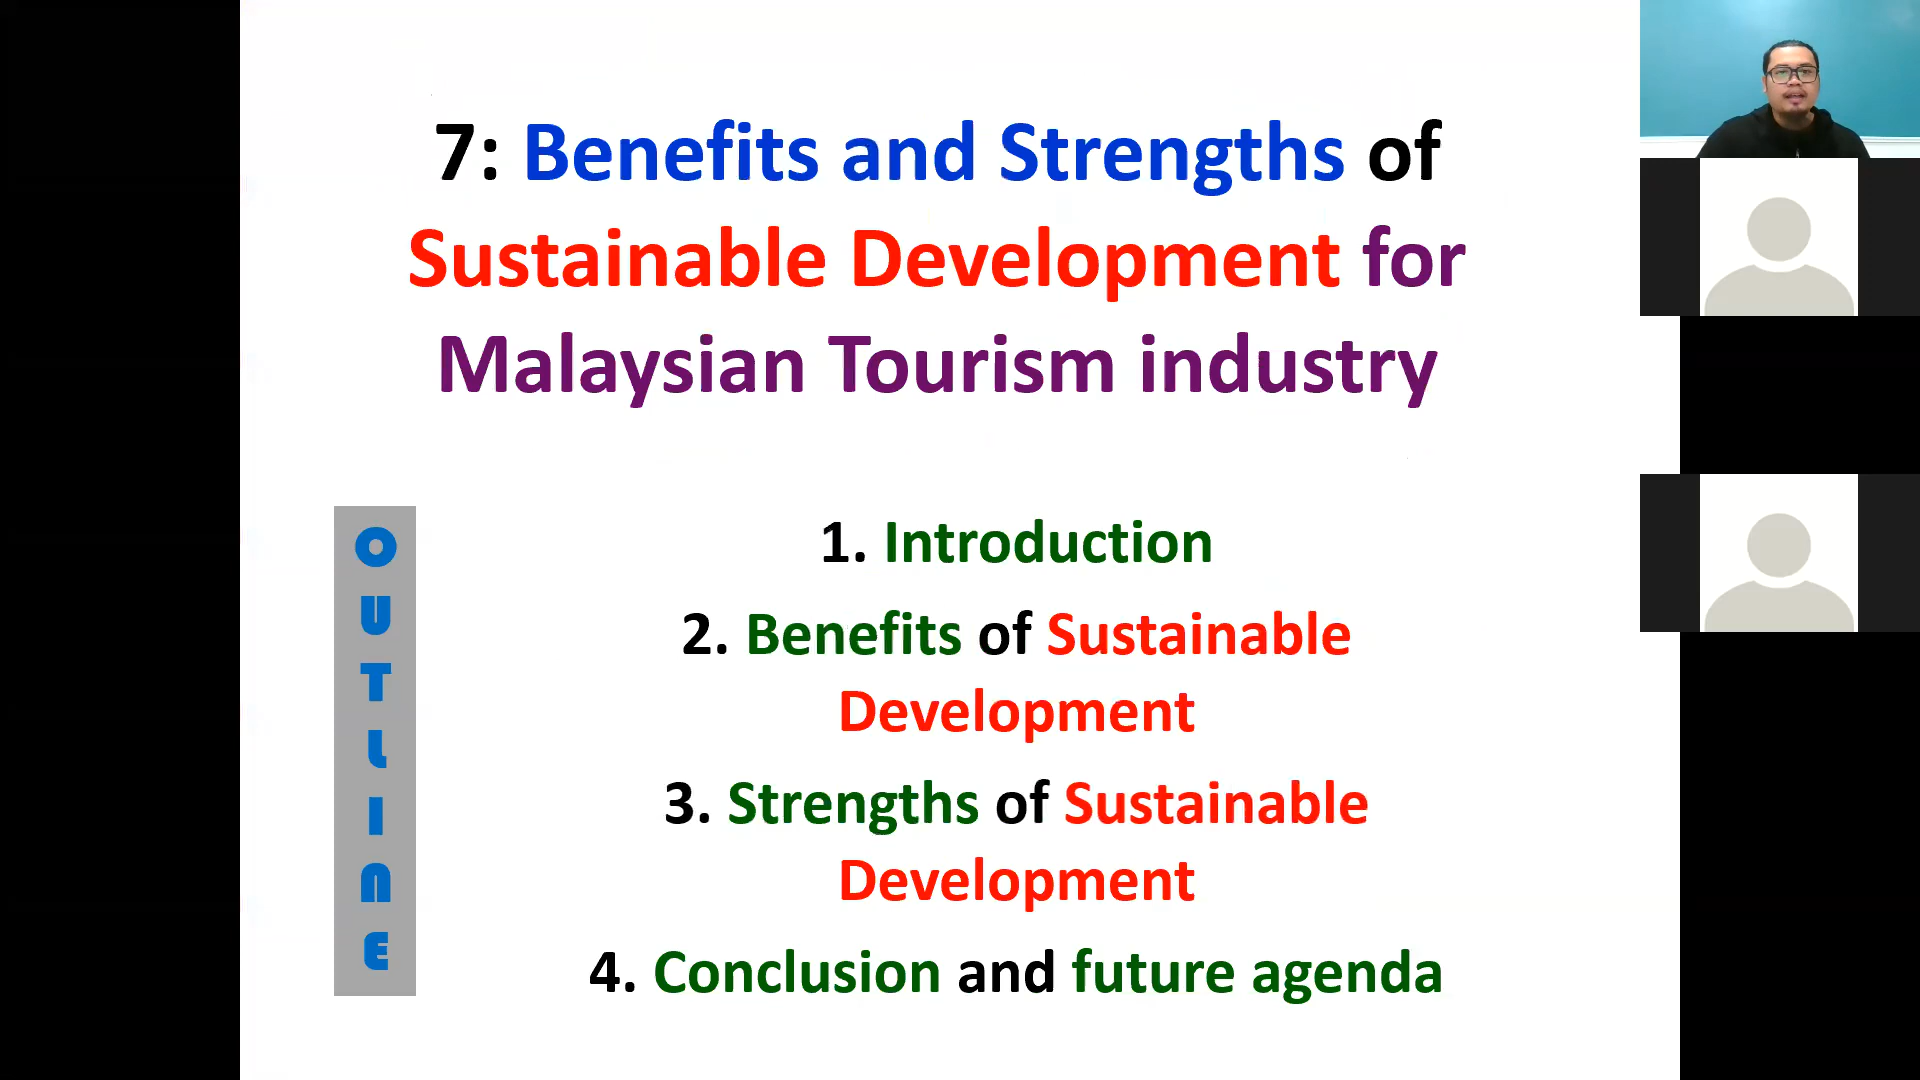 7: Benefits and Strengths of
Sustainable Development for
Malaysian Tourism industry
OUTLINE
1. Introduction
2. Benefits of Sustainable
Development
3. Strengths of Sustainable
Development
4. Conclusion and future agenda